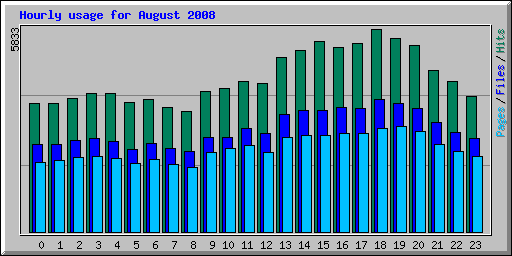 Hourly usage for August 2008
5833
Pages / Files / Hits
0 1 2 3 4 5 6 7 8 9 10 11 12 13 14 15 16 17 18 19 20 21 22 23